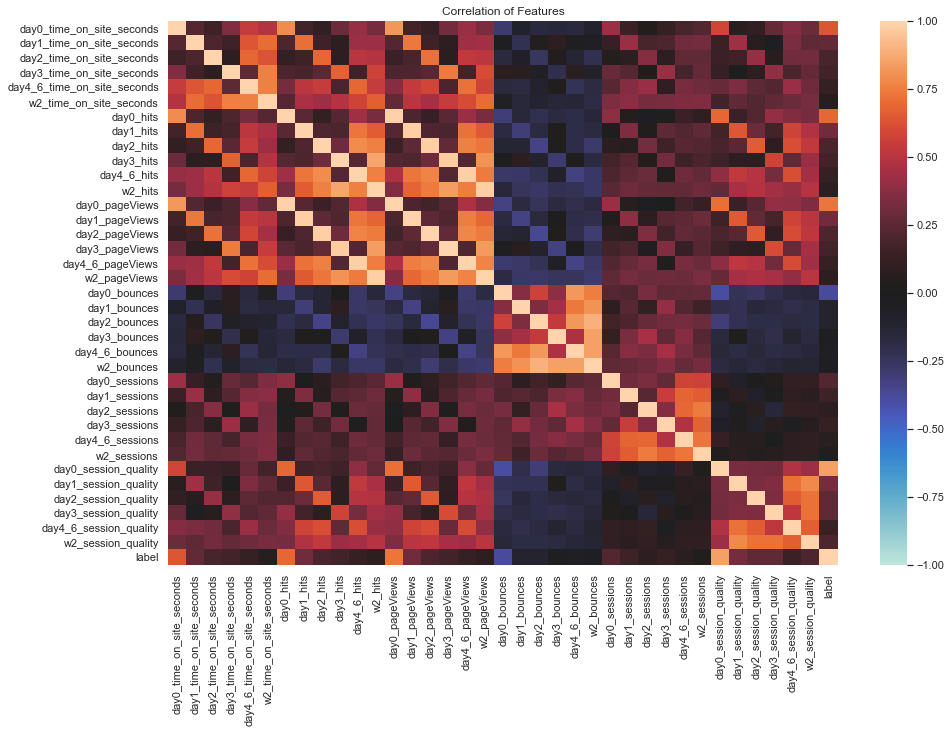 Correlation of Features
day0_time_on_site_seconds
day1_time_on_site_seconds
day2_time_on_site_seconds
day3_time_on_site_seconds
day4_6_time_on_site_seconds
w2_time_on_site_seconds
day0_hits
day1_hits
day2_hits
day3_hits
day4_6_hits
w2_hits
day0_pageViews
day1_pageViews
day2_pageViews
day3_pageViews
day4_6_pageViews
w2_pageViews
day0_bounces
day1_bounces
day2_bounces
day3_bounces
day4_6_bounces
w2_bounces
day0_sessions
day1_sessions
day2_sessions
day3_sessions
day4_6_sessions
w2_sessions
day0_session_quality
day1_session_quality
day2_session_quality
day3_session_quality
day4_6_session_quality
w2_session_quality
label
day0_time_on_site_seconds
day1_time_on_site_seconds
day2_time_on_site_seconds
day3_time_on_site_seconds
day4_6_time_on_site_seconds
w2_time_on_site_seconds
day0_hits
day1_hits
day2_hits
day3_hits
day4_6_hits
w2_hits
day0_pageViews
day1_pageViews
day2_pageViews
day3_pageViews
day4_6_pageViews
w2_pageViews
day0_bounces
day1_bounces
day2_bounces
day3_bounces
day4_6_bounces
w2_bounces
day0_sessions
day1_sessions
day2_sessions
day3_sessions
day4_6_sessions
w2_sessions
day0_session_quality
day1_session_quality
day2_session_quality
day3_session_quality
day4_6_session_quality
w2_session_quality
label
1.00
0.75
0.50
0.25
0.00
−0.25
−0.50
−0.75
−1.00